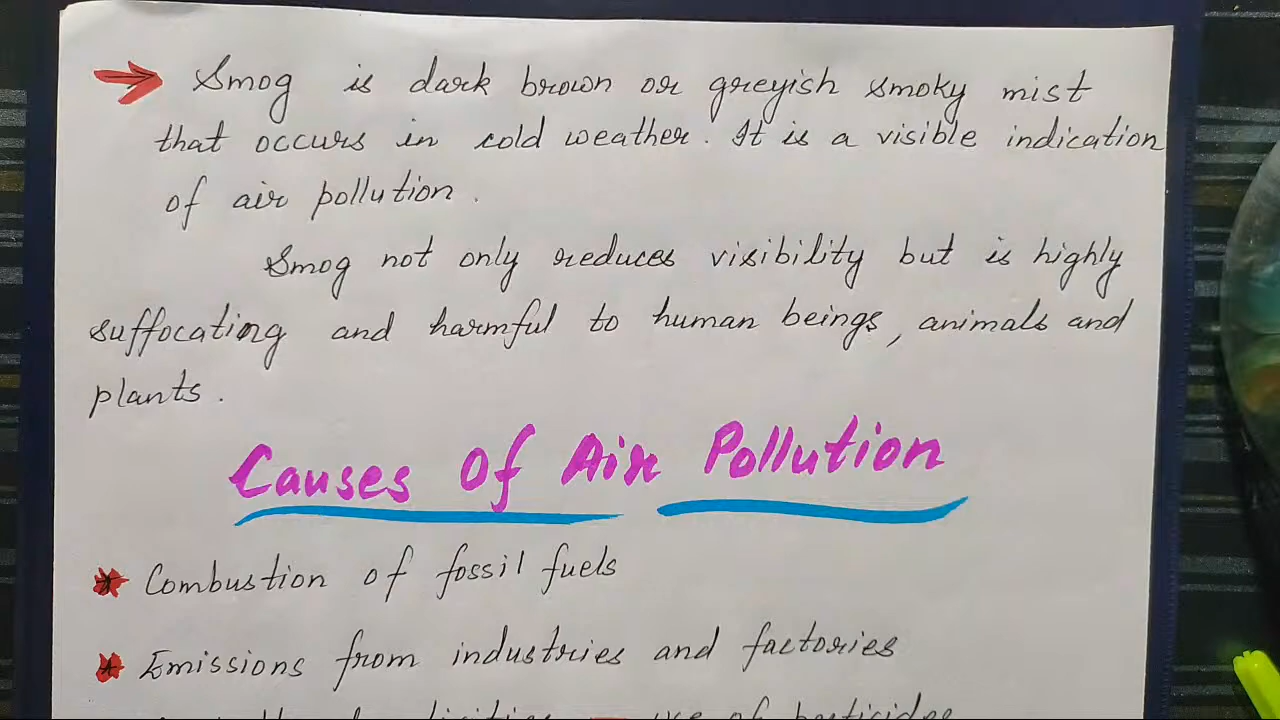 Smog is dark brown or greyish smoky mist
that occurs in cold weather. It is a visible indication
of air pollution.
Smog not only reduces visibility but is highly
suffocating and harmful to human beings, animals and
plants.
Causes Of Air Pollution
Combustion of fossil fuels
Emissions from industries and factories
use of